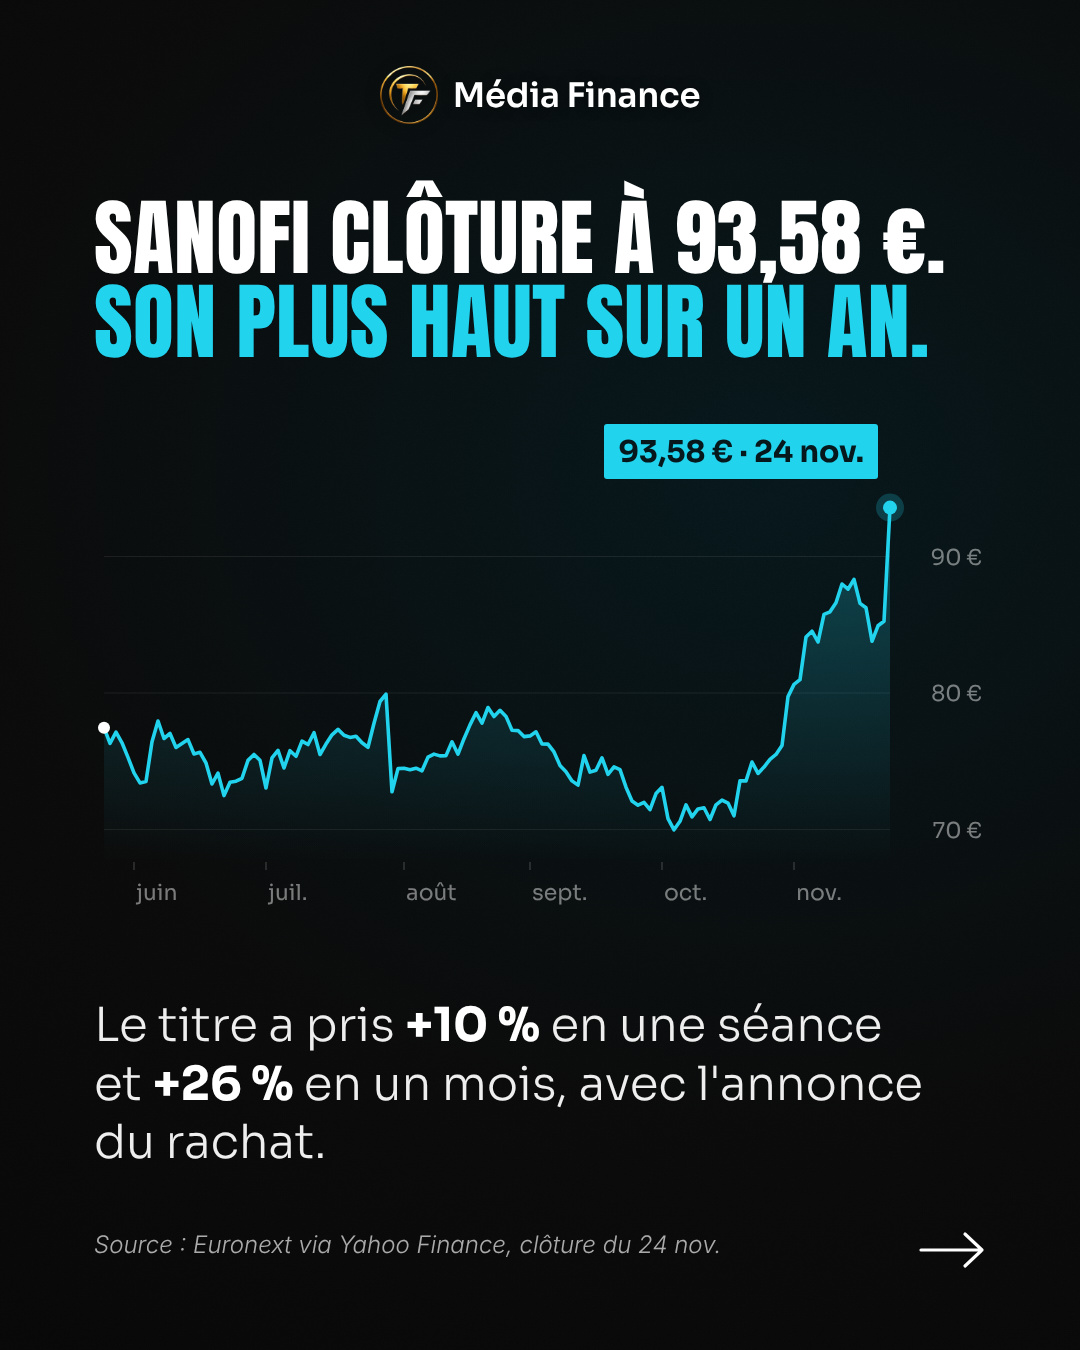 TF Média Finance
SANOFI CLÔTURE À 93,58 €.
SON PLUS HAUT SUR UN AN.
93,58 € · 24 nov.
90 €
80 €
70 €
juin juil. août sept. oct. nov.
Le titre a pris +10 % en une séance
et +26 % en un mois, avec l'annonce
du rachat.
Source : Euronext via Yahoo Finance, clôture du 24 nov.